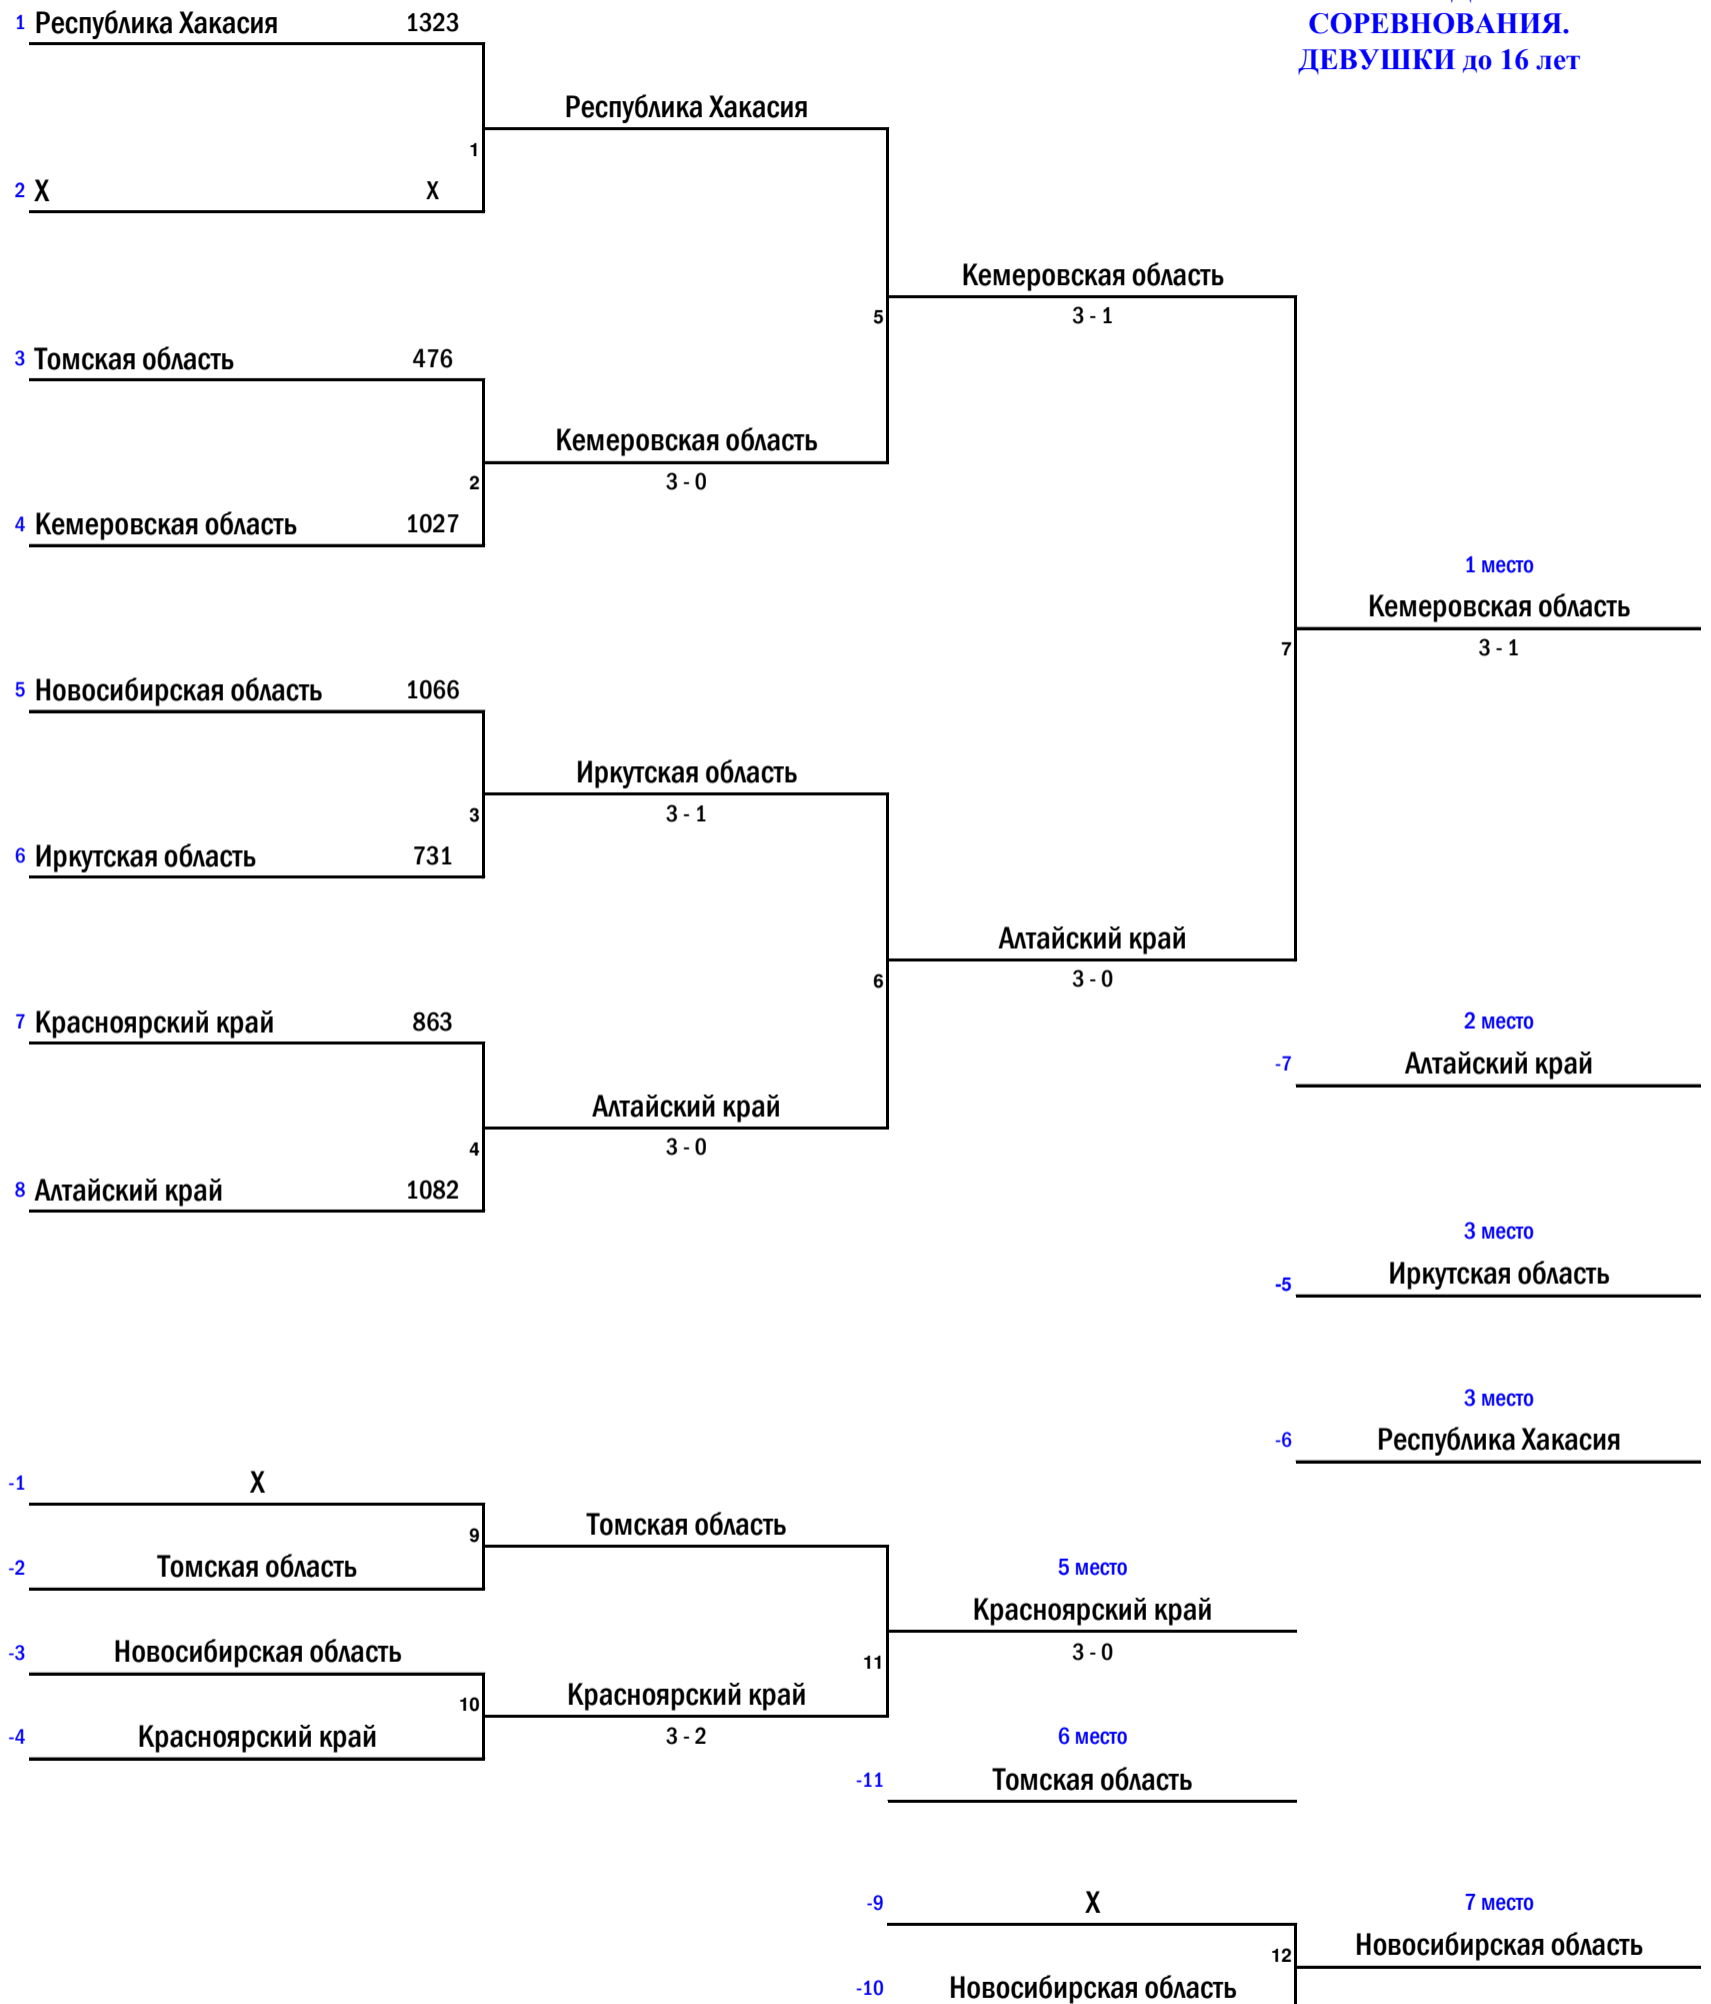 СОРЕВНОВАНИЯ.
ДЕВУШКИ до 16 лет
1 Республика Хакасия 1323
Республика Хакасия
1
2 X X
Кемеровская область
5
3 - 1
3 Томская область 476
Кемеровская область
2
3 - 0
4 Кемеровская область 1027
1 место
Кемеровская область
7
3 - 1
5 Новосибирская область 1066
Иркутская область
3
3 - 1
6 Иркутская область 731
Алтайский край
6
3 - 0
7 Красноярский край 863
2 место
-7 Алтайский край
Алтайский край
4
3 - 0
8 Алтайский край 1082
3 место
-5 Иркутская область
3 место
-6 Республика Хакасия
-1 X
9
Томская область
-2 Томская область
5 место
Красноярский край
-3 Новосибирская область
11
3 - 0
10
Красноярский край
-4 Красноярский край
3 - 2
6 место
-11 Томская область
-9 X
7 место
12
Новосибирская область
-10 Новосибирская область